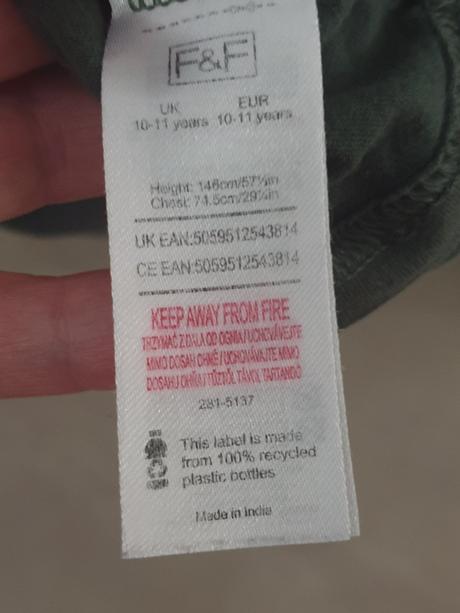 F&F
UK EUR
10-11 years 10-11 years
Height: 146cm/57½in
Chest: 74.5cm/29¼in
UK EAN:5059512543814
CE EAN:5059512543814
KEEP AWAY FROM FIRE
TRZYMAĆ Z DALA OD OGNIA/UCHOVÁVEJTE
MIMO DOSAH OHNĚ/UCHOVÁVAJTE MIMO
DOSAHU OHŇA/TŰZTŐL TÁVOL TARTANDÓ
281-5137
This label is made
from 100% recycled
plastic bottles
Made in India